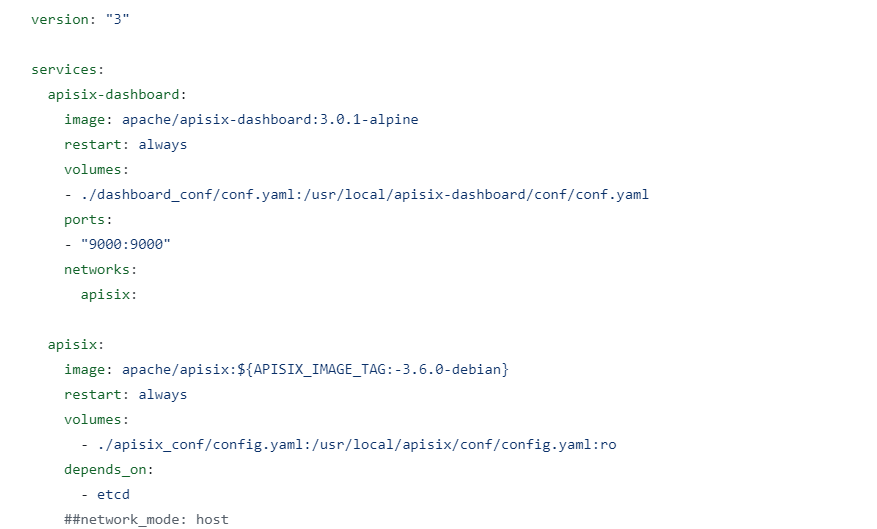 version: "3"
services:
apisix-dashboard:
image: apache/apisix-dashboard:3.0.1-alpine
restart: always
volumes:
- ./dashboard_conf/conf.yaml:/usr/local/apisix-dashboard/conf/conf.yaml
ports:
- "9000:9000"
networks:
apisix:
apisix:
image: apache/apisix:${APISIX_IMAGE_TAG:-3.6.0-debian}
restart: always
volumes:
- ./apisix_conf/config.yaml:/usr/local/apisix/conf/config.yaml:ro
depends_on:
- etcd
##network_mode: host